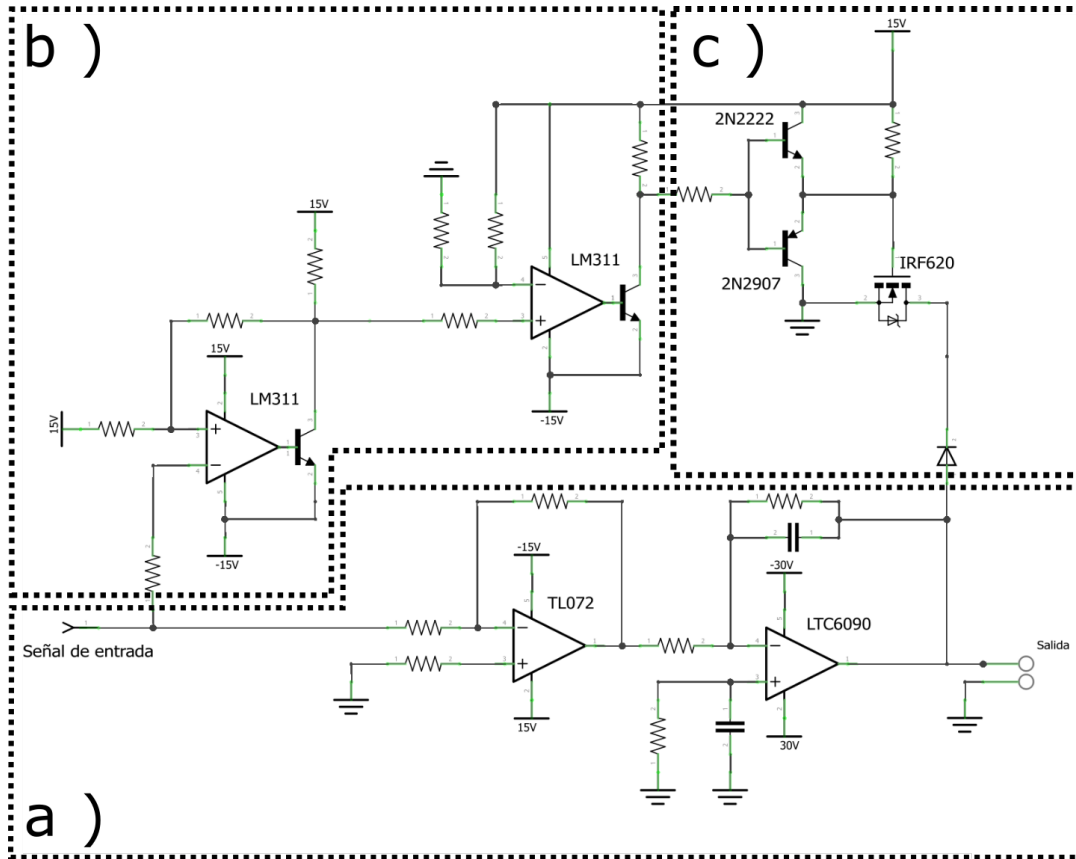 b )
c )
15V
2N2222
15V
LM311
2N2907
IRF620
15V
LM311
15V
-15V
-15V
-15V
TL072
-30V
LTC6090
Señal de entrada
Salida
15V
30V
a )